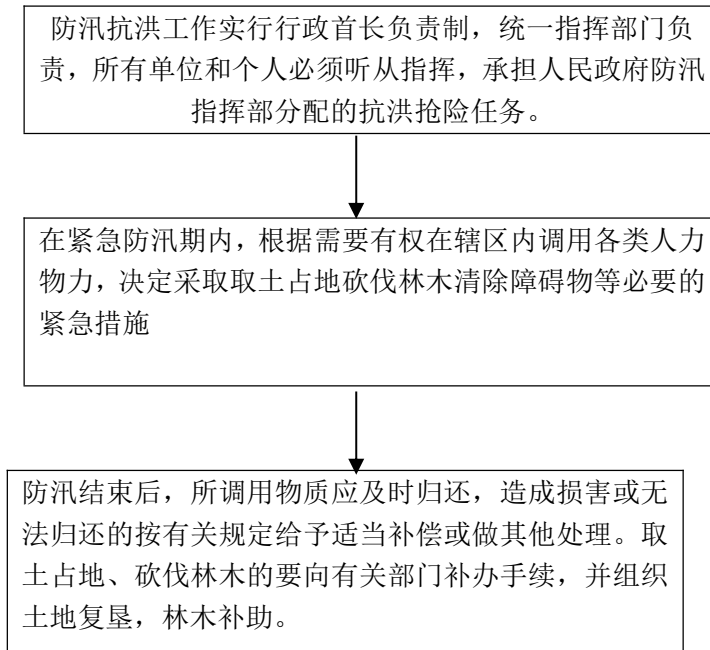 防汛抗洪工作实行行政首长负责制，统一指挥部门负
责，所有单位和个人必须听从指挥，承担人民政府防汛
指挥部分配的抗洪抢险任务。
在紧急防汛期内，根据需要有权在辖区内调用各类人力
物力，决定采取取土占地砍伐林木清除障碍物等必要的
紧急措施
防汛结束后，所调用物质应及时归还，造成损害或无
法归还的按有关规定给予适当补偿或做其他处理。取
土占地、砍伐林木的要向有关部门补办手续，并组织
土地复垦，林木补助。